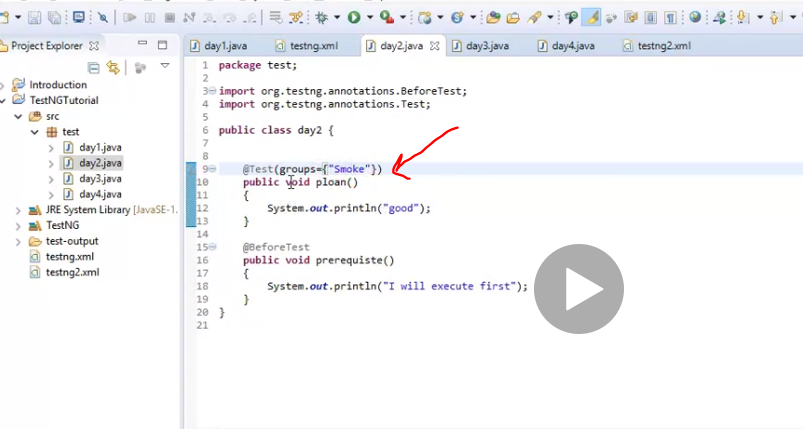 Project Explorer
Introduction
TestNGTutorial
src
test
day1.java
day2.java
day3.java
day4.java
JRE System Library [JavaSE-1.
TestNG
test-output
testng.xml
testng2.xml
day1.java testng.xml day2.java day3.java day4.java testng2.xml
1 package test;
2
3 import org.testng.annotations.BeforeTest;
4 import org.testng.annotations.Test;
5
6 public class day2 {
7
8
9 @Test(groups={"Smoke"})
10 public void ploan()
11 {
12 System.out.println("good");
13 }
14
15 @BeforeTest
16 public void prerequiste()
17 {
18 System.out.println("I will execute first");
19 }
20 }
21